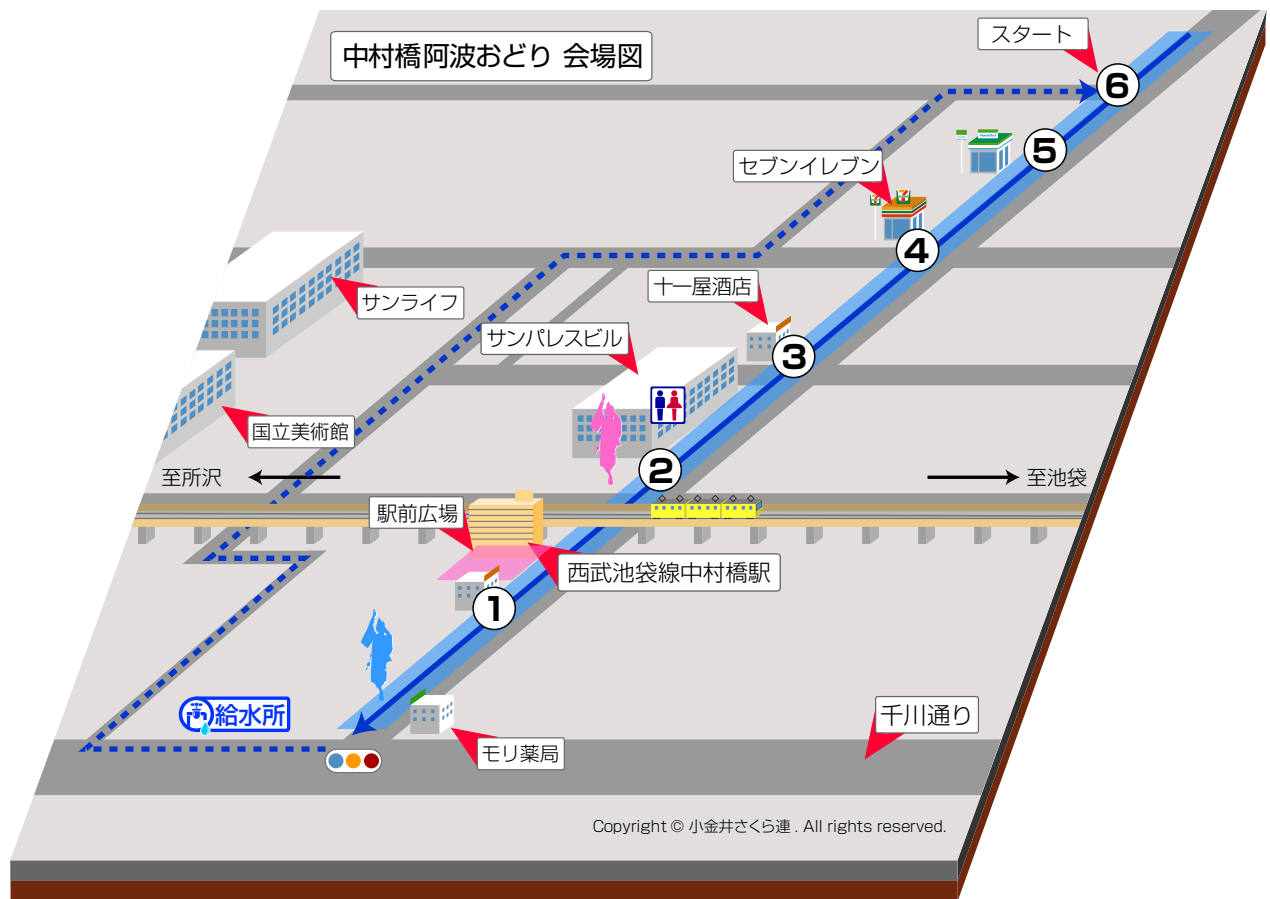 中村橋阿波おどり 会場図
スタート
6
5
セブンイレブン
4
十一屋酒店
サンライフ
サンパレスビル
3
国立美術館
2
至所沢
至池袋
駅前広場
西武池袋線中村橋駅
1
給水所
千川通り
モリ薬局
Copyright © 小金井さくら連 . All rights reserved.